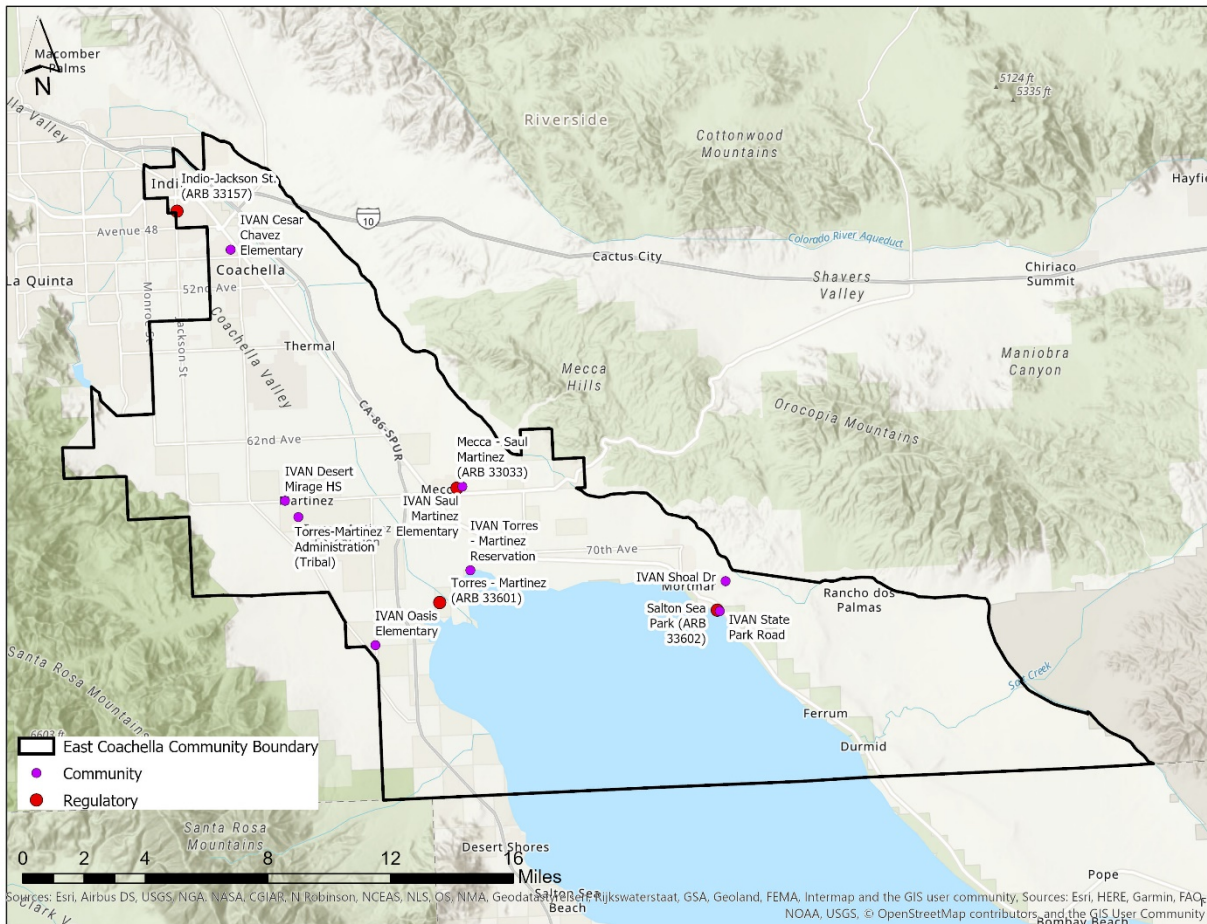 Macomber
Palms
N
lla Valley
5124 ft
5335 ft
Riverside
Cottonwood
Mountains
Hayfie
Indi
Indio-Jackson St.
(ARB 33157)
Avenue 48
IVAN Cesar
Chavez
Elementary
10
Colorado River Aqueduct
La Quinta
Coachella
Cactus City
Chiriaco
Summit
52nd Ave
Shavers
Valley
Monroe St
Jackson St
Coachella Valley
Thermal
Mecca
Hills
Maniobra
Canyon
CA-86-SPUR
Orocopia Mountains
62nd Ave
Mecca - Saul
Martinez
(ARB 33033)
IVAN Desert
Mirage HS
Martinez
Mecc
IVAN Saul
Martinez
Elementary
IVAN Torres
- Martinez
Reservation
Torres-Martinez
Administration
(Tribal)
70th Ave
Torres - Martinez
(ARB 33601)
IVAN Shoal Dr
Mortmar
Rancho dos
Palmas
Salton Sea
Park (ARB
33602)
IVAN State
Park Road
IVAN Oasis
Elementary
Santa Rosa Mountains
Salt Creek
6603 ft
Ferrum
Durmid
East Coachella Community Boundary
Community
Regulatory
Santa Rosa
Mountains
Desert Shores
0 2 4 8 12 16
Miles
Pope
Salton Sea
Beach
Clark V
Bombay Beach
Sources: Esri, Airbus DS, USGS, NGA, NASA, CGIAR, N Robinson, NCEAS, NLS, OS, NMA, Geodatastyrelsen, Rijkswaterstaat, GSA, Geoland, FEMA, Intermap and the GIS user community, Sources: Esri, HERE, Garmin, FAO,
NOAA, USGS, © OpenStreetMap contributors, and the GIS User Community